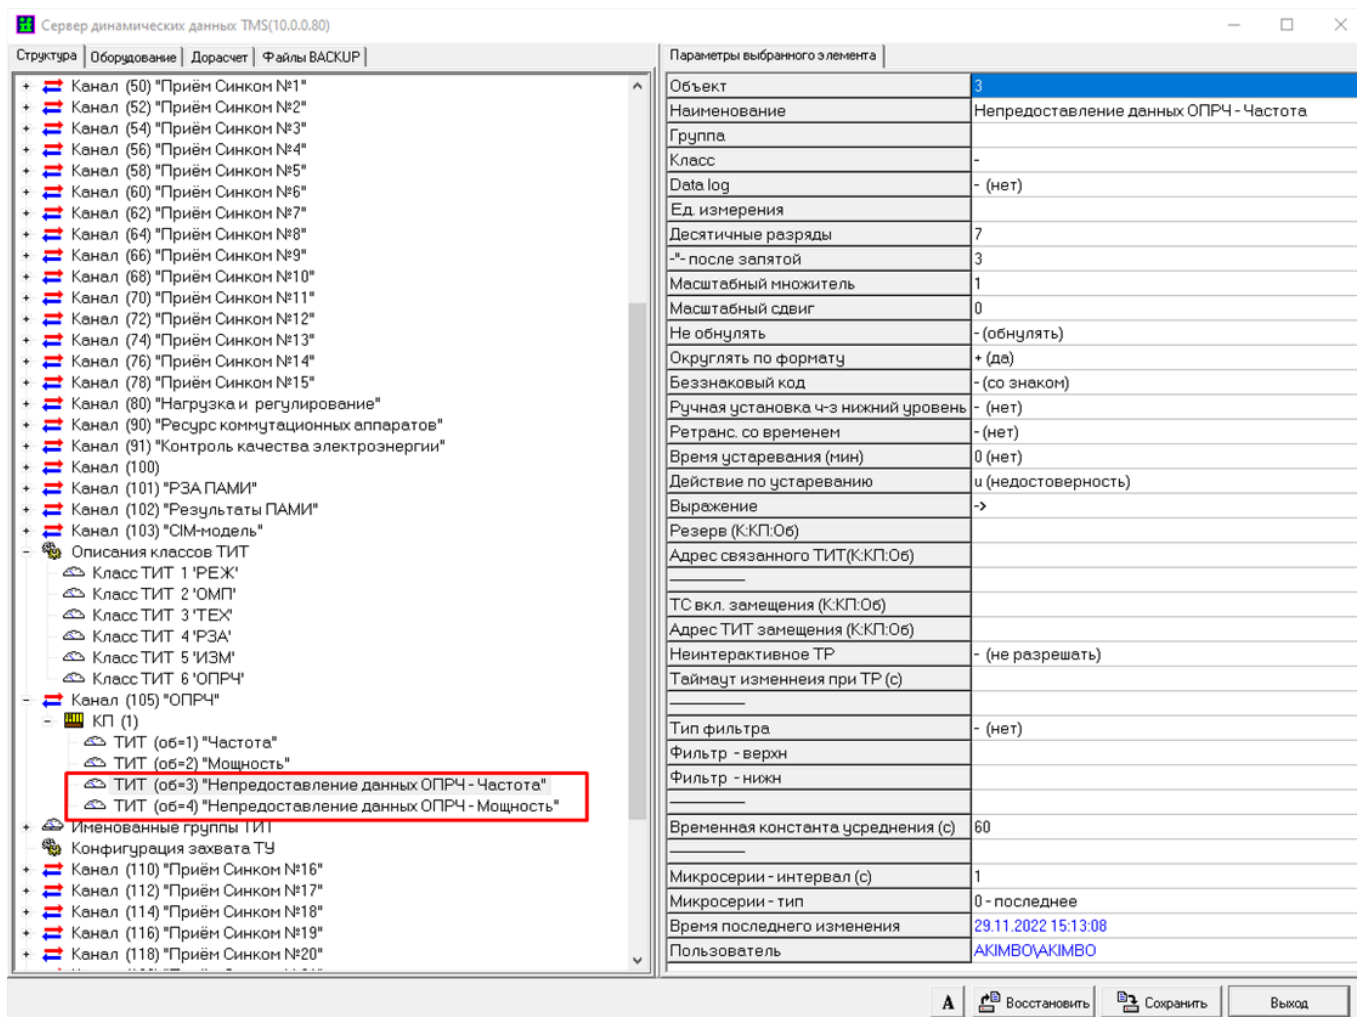 Сервер динамических данных TMS(10.0.0.80)
Структура Оборудование Дорасчет Файлы BACKUP
Канал (50) "Приём Синком №1"
Канал (52) "Приём Синком №2"
Канал (54) "Приём Синком №3"
Канал (56) "Приём Синком №4"
Канал (58) "Приём Синком №5"
Канал (60) "Приём Синком №6"
Канал (62) "Приём Синком №7"
Канал (64) "Приём Синком №8"
Канал (66) "Приём Синком №9"
Канал (68) "Приём Синком №10"
Канал (70) "Приём Синком №11"
Канал (72) "Приём Синком №12"
Канал (74) "Приём Синком №13"
Канал (76) "Приём Синком №14"
Канал (78) "Приём Синком №15"
Канал (80) "Нагрузка и регулирование"
Канал (90) "Ресурс коммутационных аппаратов"
Канал (91) "Контроль качества электроэнергии"
Канал (100)
Канал (101) "РЗА ПАМИ"
Канал (102) "Результаты ПАМИ"
Канал (103) "CIM-модель"
Описания классов ТИТ
Класс ТИТ 1 'РЕЖ'
Класс ТИТ 2 'ОМП'
Класс ТИТ 3 'ТЕХ'
Класс ТИТ 4 'РЗА'
Класс ТИТ 5 'ИЗМ'
Класс ТИТ 6 'ОПРЧ'
Канал (105) "ОПРЧ"
КП (1)
ТИТ (об=1) "Частота"
ТИТ (об=2) "Мощность"
ТИТ (об=3) "Непредоставление данных ОПРЧ - Частота"
ТИТ (об=4) "Непредоставление данных ОПРЧ - Мощность"
Именованные группы ТИТ
Конфигурация захвата ТУ
Канал (110) "Приём Синком №16"
Канал (112) "Приём Синком №17"
Канал (114) "Приём Синком №18"
Канал (116) "Приём Синком №19"
Канал (118) "Приём Синком №20"
Параметры выбранного элемента
Объект 3
Наименование Непредоставление данных ОПРЧ - Частота
Группа
Класс -
Data log - (нет)
Ед. измерения
Десятичные разряды 7
-"- после запятой 3
Масштабный множитель 1
Масштабный сдвиг 0
Не обнулять - (обнулять)
Округлять по формату + (да)
Беззнаковый код - (со знаком)
Ручная установка ч-з нижний уровень - (нет)
Ретранс. со временем - (нет)
Время устаревания (мин) 0 (нет)
Действие по устареванию u (недостоверность)
Выражение ->
Резерв (К:КП:Об)
Адрес связанного ТИТ(К:КП:Об)
ТС вкл. замещения (К:КП:Об)
Адрес ТИТ замещения (К:КП:Об)
Неинтерактивное ТР - (не разрешать)
Таймаут изменнеия при ТР (с)
Тип фильтра - (нет)
Фильтр - верхн
Фильтр - нижн
Временная константа усреднения (с) 60
Микросерии - интервал (с) 1
Микросерии - тип 0 - последнее
Время последнего изменения 29.11.2022 15:13:08
Пользователь AKIMBO\AKIMBO
А Восстановить Сохранить Выход